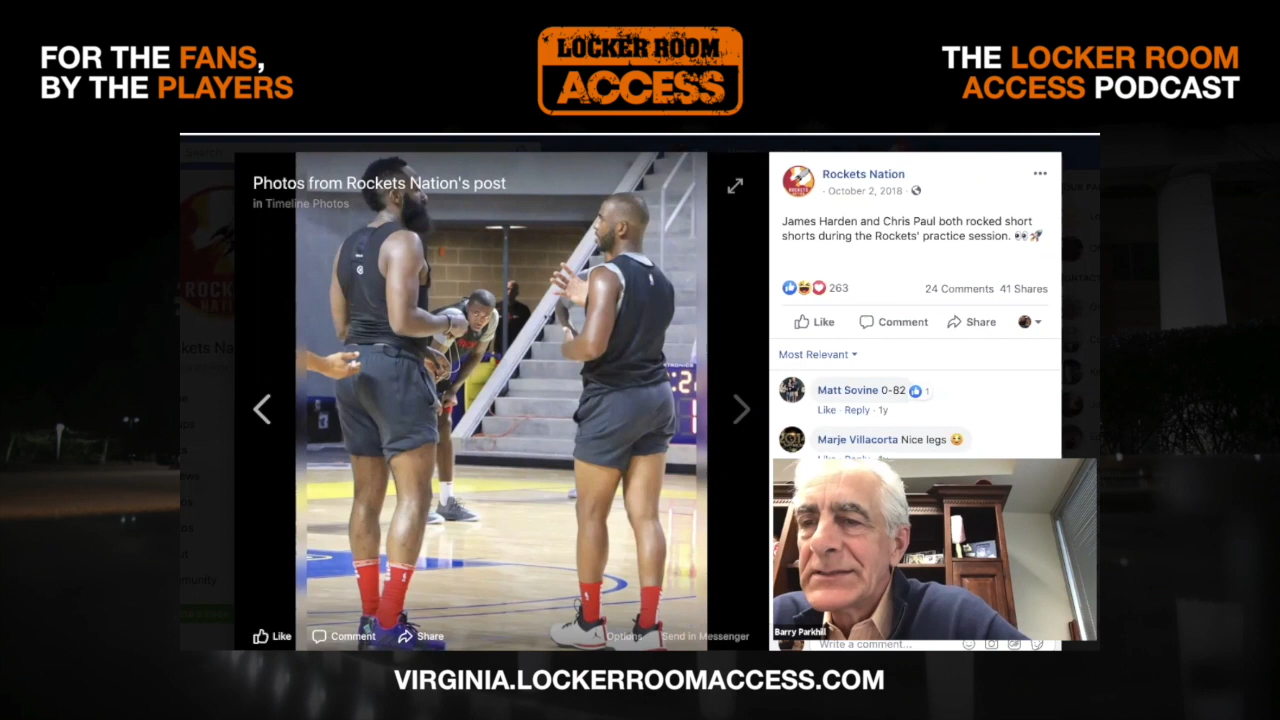 FOR THE FANS,
BY THE PLAYERS
LOCKER ROOM
ACCESS
THE LOCKER ROOM
ACCESS PODCAST
Search
Photos from Rockets Nation's post
in Timeline Photos
Rockets Nation
October 2, 2018
James Harden and Chris Paul both rocked short
shorts during the Rockets' practice session. 👀🚀
263
24 Comments 41 Shares
Like Comment Share
Most Relevant
Matt Sovine 0-82 1
Like · Reply · 1y
Marje Villacorta Nice legs 😆
Barry Parkhill
Like Comment Share
Options Send in Messenger
Write a comment...
VIRGINIA.LOCKERROOMACCESS.COM